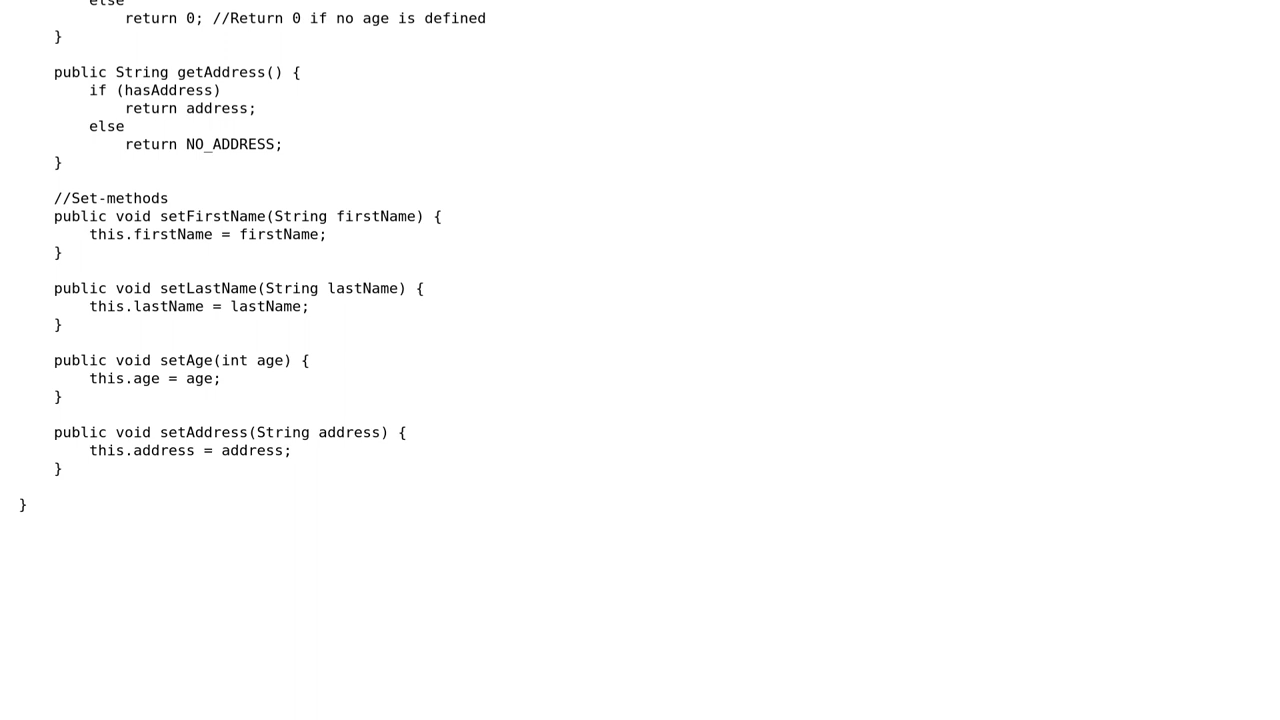 else
return 0; //Return 0 if no age is defined
}
public String getAddress() {
if (hasAddress)
return address;
else
return NO_ADDRESS;
}
//Set-methods
public void setFirstName(String firstName) {
this.firstName = firstName;
}
public void setLastName(String lastName) {
this.lastName = lastName;
}
public void setAge(int age) {
this.age = age;
}
public void setAddress(String address) {
this.address = address;
}
}